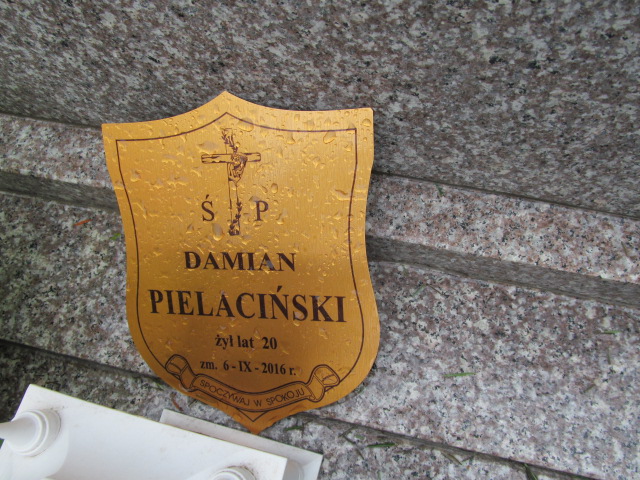 Ś P
DAMIAN
PIELACIŃSKI
żył lat 20
zm. 6 - IX - 2016 r.
SPOCZYWAJ W SPOKOJU